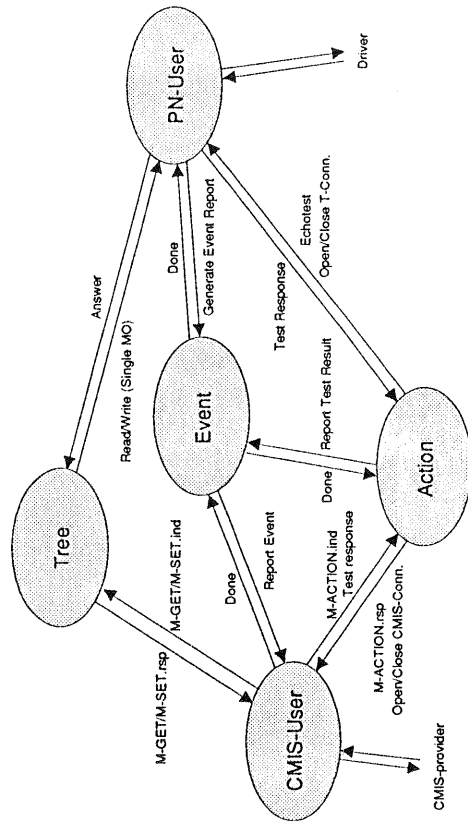 Tree
Answer
Read/Write (Single MO)
PN-User
Driver
M-GET/M-SET.rsp
M-GET/M-SET.ind
Done
Generate Event Report
Event
Done
Report Event
Test Response
Echotest
Open/Close T-Conn.
CMIS-User
M-ACTION.ind
Test response
M-ACTION.rsp
Open/Close CMIS-Conn.
Done
Report Test Result
Action
CMIS-provider